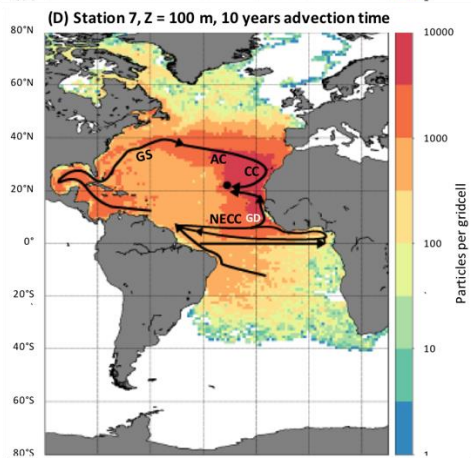 (D) Station 7, Z = 100 m, 10 years advection time
80°N
60°N
40°N
20°N
0°
20°S
40°S
60°S
80°S
GS
AC
CC
NECC
GD
10000
1000
100
10
1
Particles per gridcell